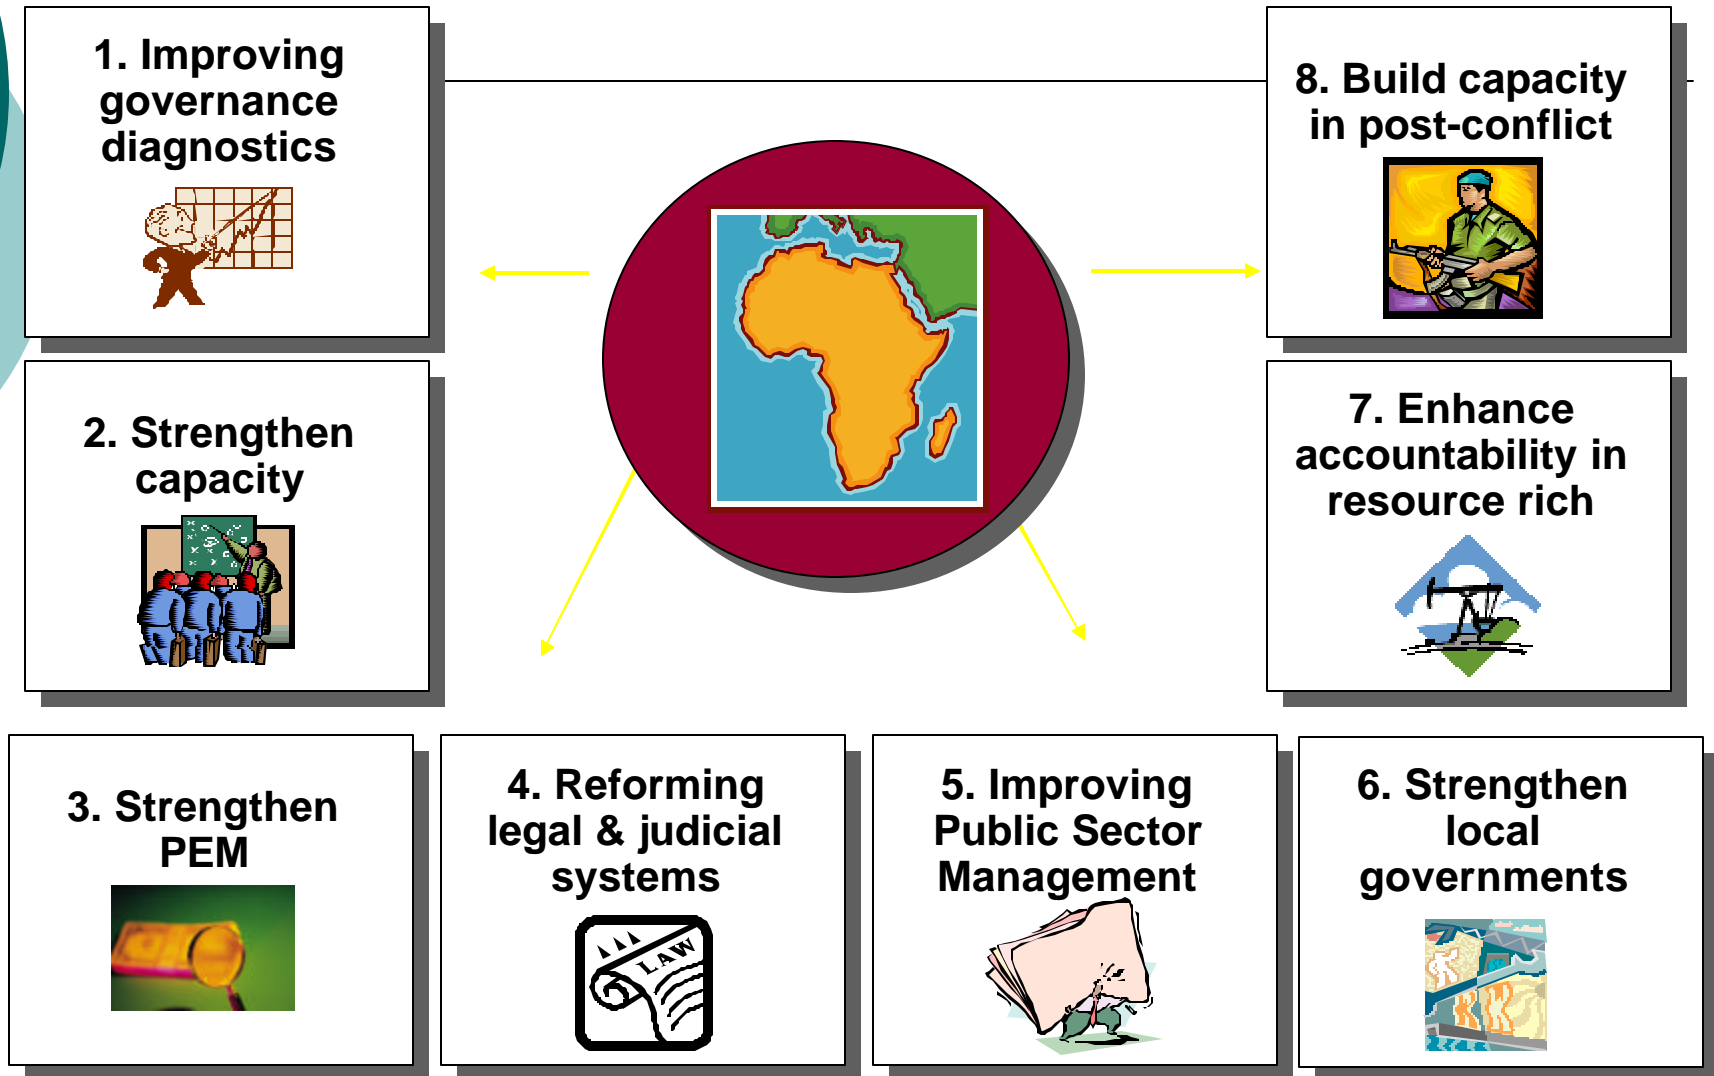 1. Improving
governance
diagnostics
2. Strengthen
capacity
3. Strengthen
PEM
4. Reforming
legal & judicial
systems
LAW
5. Improving
Public Sector
Management
6. Strengthen
local
governments
7. Enhance
accountability in
resource rich
8. Build capacity
in post-conflict